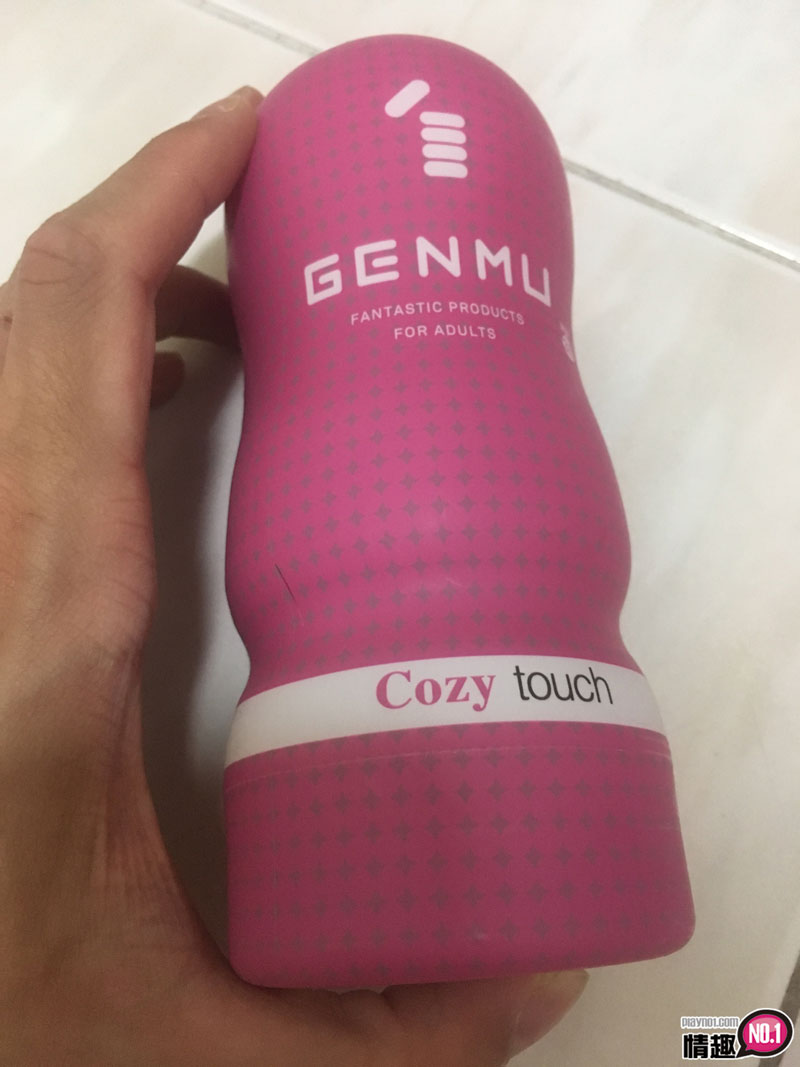 GENMU
FANTASTIC PRODUCTS
FOR ADULTS
Cozy touch
playno1.com
情趣 NO.1